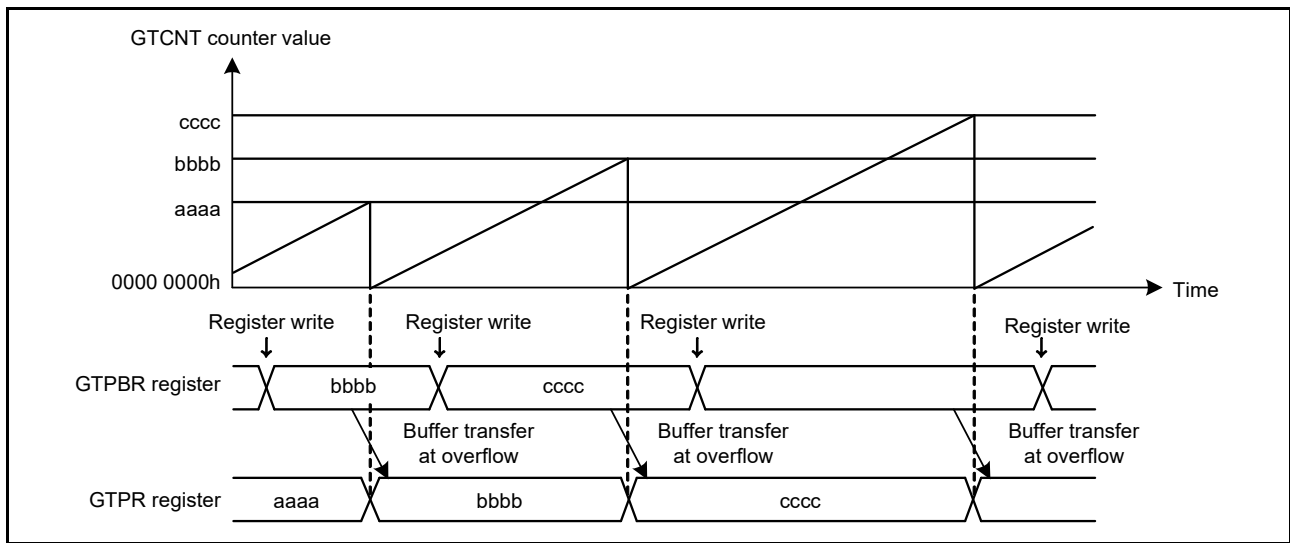 GTCNT counter value
cccc
bbbb
aaaa
0000 0000h
Time
Register write
Register write
Register write
Register write
GTPBR register
bbbb
cccc
Buffer transfer
at overflow
Buffer transfer
at overflow
Buffer transfer
at overflow
GTPR register
aaaa
bbbb
cccc